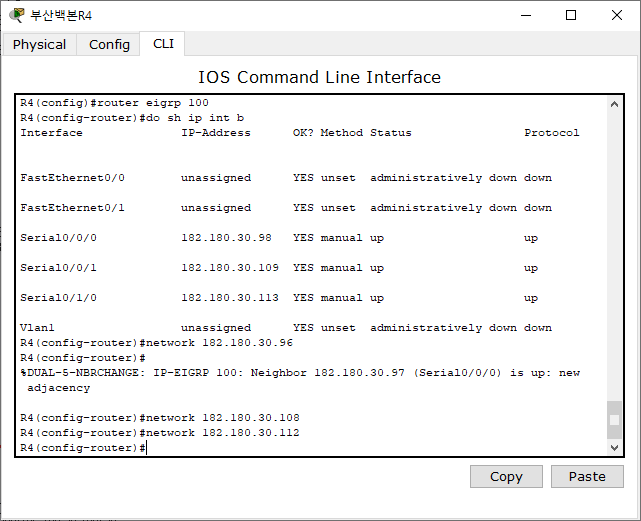 부산백본R4
Physical Config CLI
IOS Command Line Interface
R4(config)#router eigrp 100
R4(config-router)#do sh ip int b
Interface IP-Address OK? Method Status Protocol
FastEthernet0/0 unassigned YES unset administratively down down
FastEthernet0/1 unassigned YES unset administratively down down
Serial0/0/0 182.180.30.98 YES manual up up
Serial0/0/1 182.180.30.109 YES manual up up
Serial0/1/0 182.180.30.113 YES manual up up
Vlan1 unassigned YES unset administratively down down
R4(config-router)#network 182.180.30.96
R4(config-router)#
%DUAL-5-NBRCHANGE: IP-EIGRP 100: Neighbor 182.180.30.97 (Serial0/0/0) is up: new
adjacency
R4(config-router)#network 182.180.30.108
R4(config-router)#network 182.180.30.112
R4(config-router)#
Copy Paste